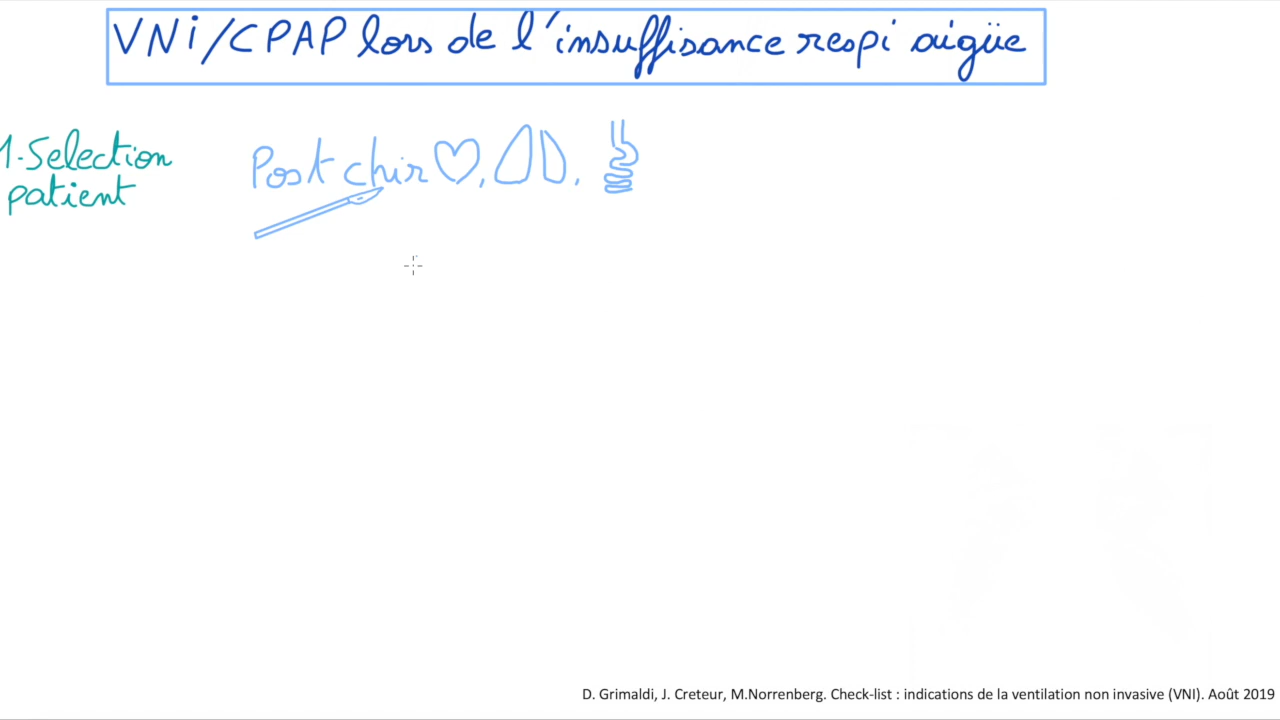 VNi/CPAP lors de l'insuffisance respi aigüe
1-Selection
patient
Post chir , .
D. Grimaldi, J. Creteur, M.Norrenberg. Check-list : indications de la ventilation non invasive (VNI). Août 2019